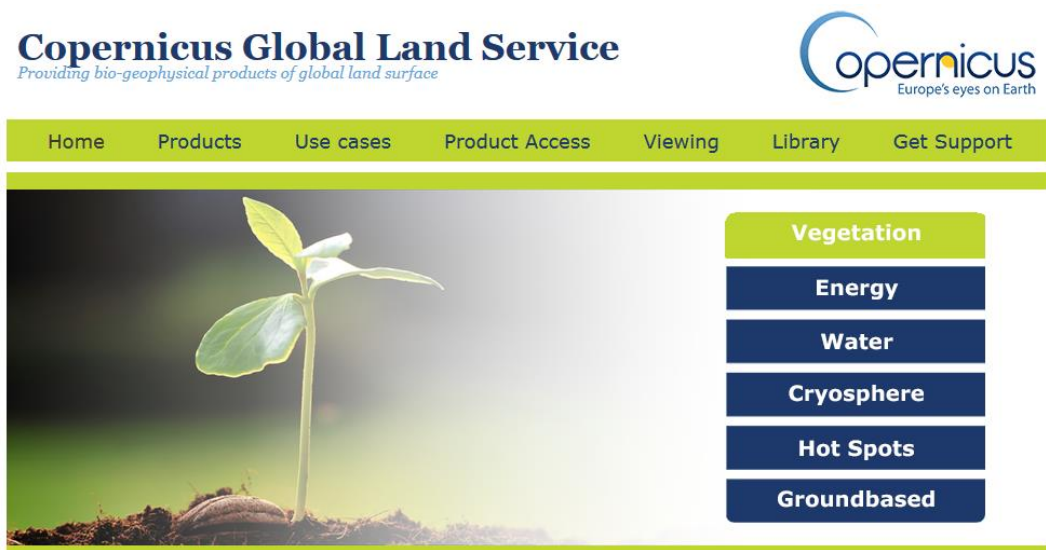 Copernicus Global Land Service
Providing bio-geophysical products of global land surface
opernicus
Europe's eyes on Earth
Home Products Use cases Product Access Viewing Library Get Support
Vegetation
Energy
Water
Cryosphere
Hot Spots
Groundbased